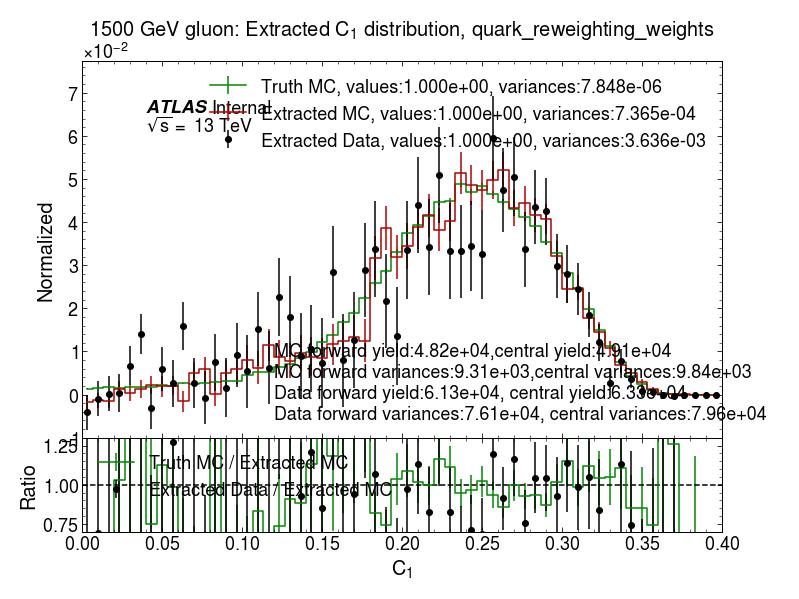 1500 GeV gluon: Extracted C₁ distribution, quark_reweighting_weights
×10⁻²
Truth MC, values:1.000e+00, variances:7.848e-06
ATLAS Internal
Extracted MC, values:1.000e+00, variances:7.365e-04
√s = 13 TeV
Extracted Data, values:1.000e+00, variances:3.636e-03
7
6
5
4
3
2
1
0
Normalized
MC forward yield:4.82e+04,central yield:4.91e+04
MC forward variances:9.31e+03,central variances:9.84e+03
Data forward yield:6.13e+04, central yield:6.33e+04
Data forward variances:7.61e+04, central variances:7.96e+04
1.25
1.00
0.75
Ratio
Truth MC / Extracted MC
Extracted Data / Extracted MC
0.00 0.05 0.10 0.15 0.20 0.25 0.30 0.35 0.40
C₁